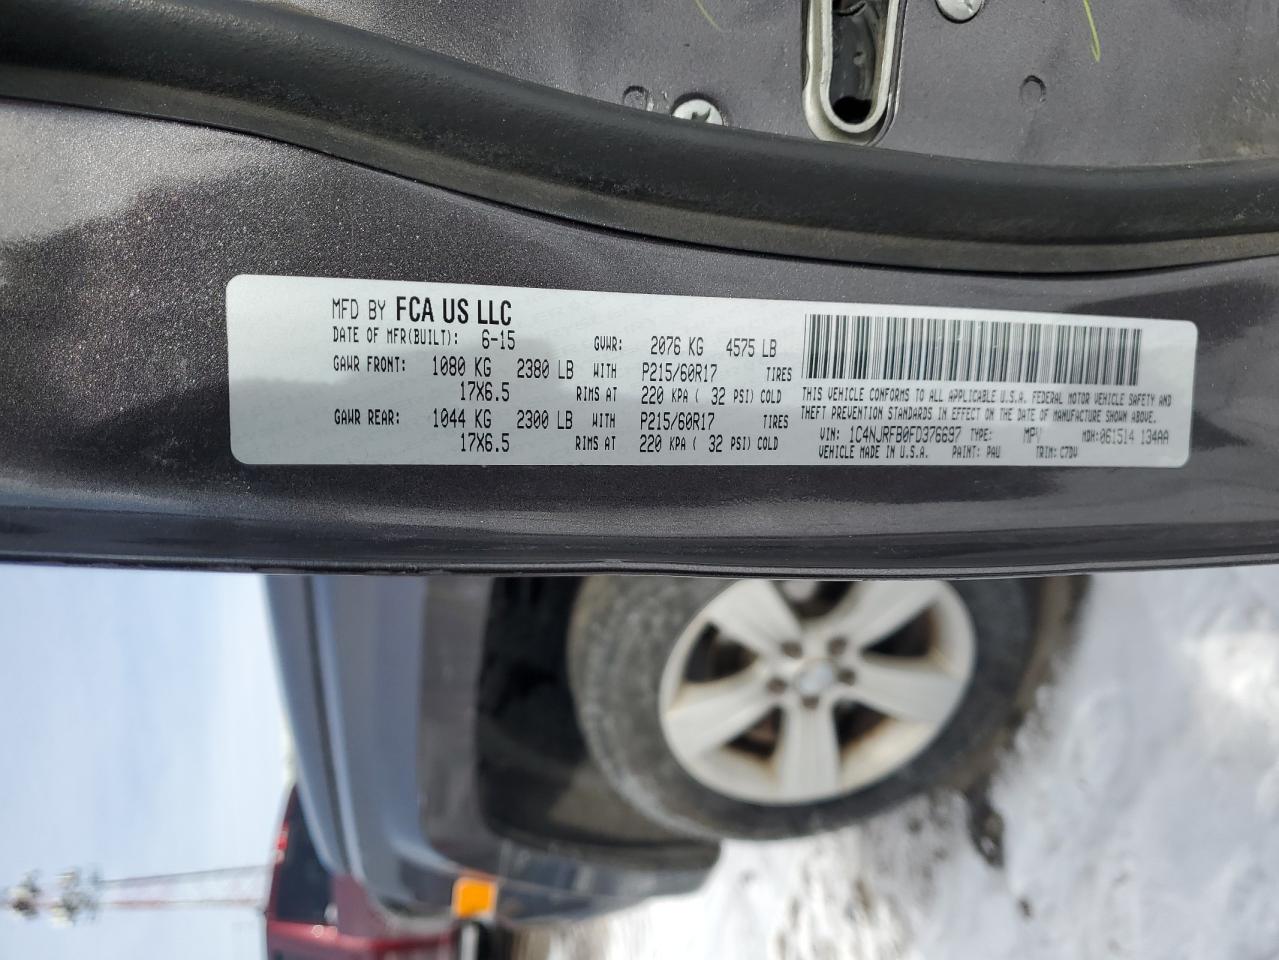 MFD BY FCA US LLC
DATE OF MFR(BUILT): 6-15 GVWR: 2076 KG 4575 LB
GAWR FRONT: 1080 KG 2380 LB WITH P215/60R17 TIRES
17X6.5 RIMS AT 220 KPA ( 32 PSI) COLD
GAWR REAR: 1044 KG 2300 LB WITH P215/60R17 TIRES
17X6.5 RIMS AT 220 KPA ( 32 PSI) COLD
THIS VEHICLE CONFORMS TO ALL APPLICABLE U.S.A. FEDERAL MOTOR VEHICLE SAFETY AND
THEFT PREVENTION STANDARDS IN EFFECT ON THE DATE OF MANUFACTURE SHOWN ABOVE.
VIN: 1C4NJRFB0FD376697 TYPE: MPV MDH:061514 134AA
VEHICLE MADE IN U.S.A. PAINT: PAU TRIM: C7DV